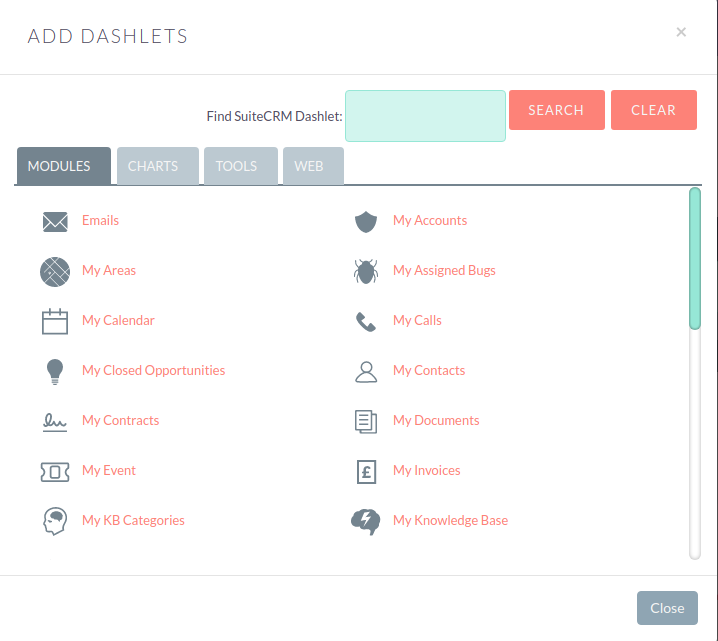 ADD DASHLETS
×
Find SuiteCRM Dashlet: SEARCH CLEAR
MODULES CHARTS TOOLS WEB
Emails My Accounts
My Areas My Assigned Bugs
My Calendar My Calls
My Closed Opportunities My Contacts
My Contracts My Documents
My Event My Invoices
My KB Categories My Knowledge Base
Close